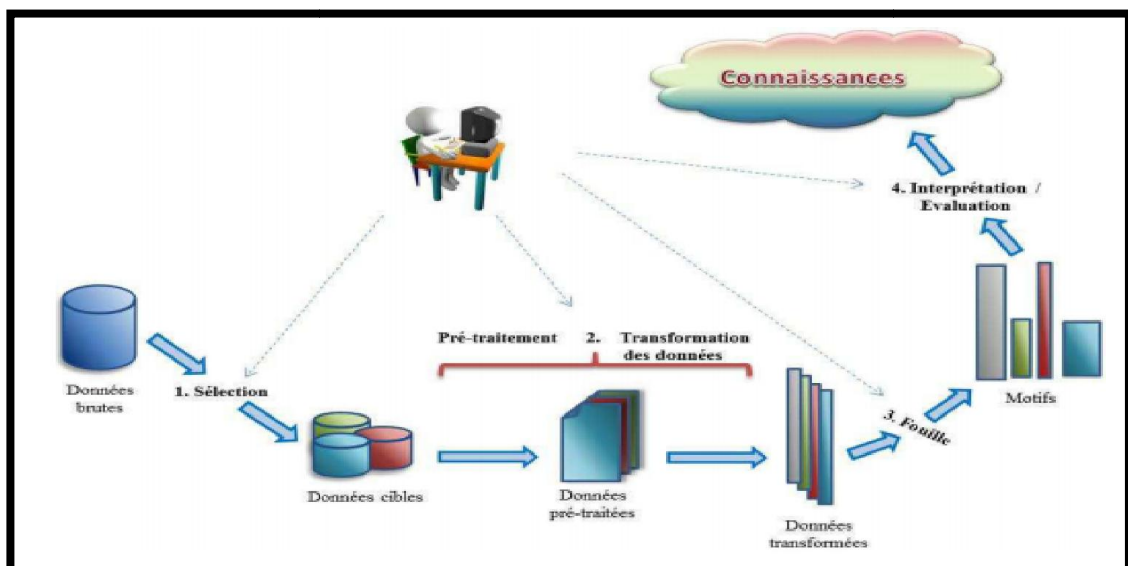 Connaissances
4. Interprétation /
Evaluation
Pré-traitement 2. Transformation
des données
Données
brutes
1. Sélection
Données cibles
Données
pré-traitées
Données
transformées
3. Fouille
Motifs